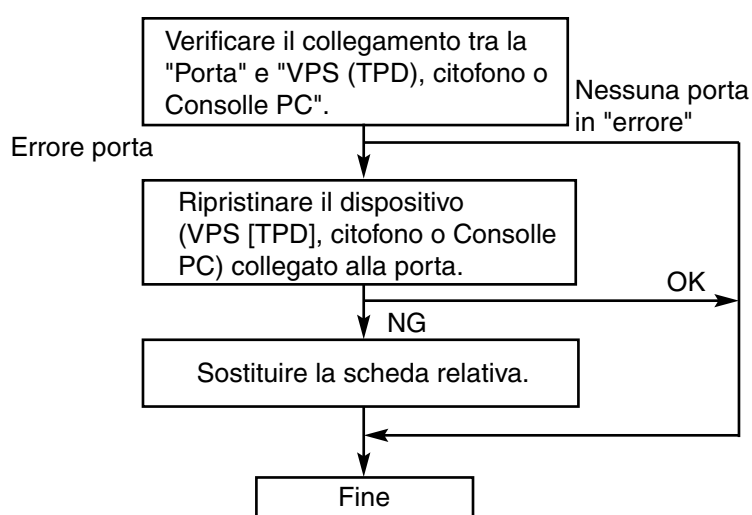 Verificare il collegamento tra la
"Porta" e "VPS (TPD), citofono o
Consolle PC".
Nessuna porta
in "errore"
Errore porta
Ripristinare il dispositivo
(VPS [TPD], citofono o Consolle
PC) collegato alla porta.
OK
NG
Sostituire la scheda relativa.
Fine